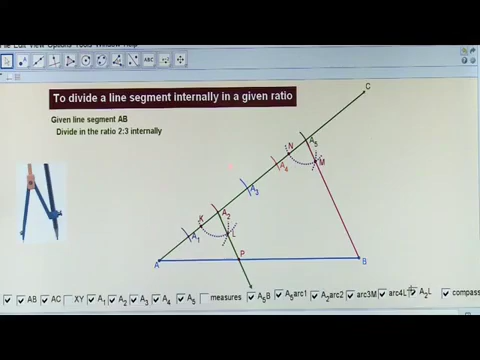 File Edit View Options Tools Window Help
ABC
To divide a line segment internally in a given ratio
Given line segment AB
Divide in the ratio 2:3 internally
C
A5
N
M
A4
A3
A2
K
L
A1
P
A
B
AB AC XY A1 A2 A3 A4 A5 measures A5B A5arc1 A2arc2 arc3M arc4L A2L compass